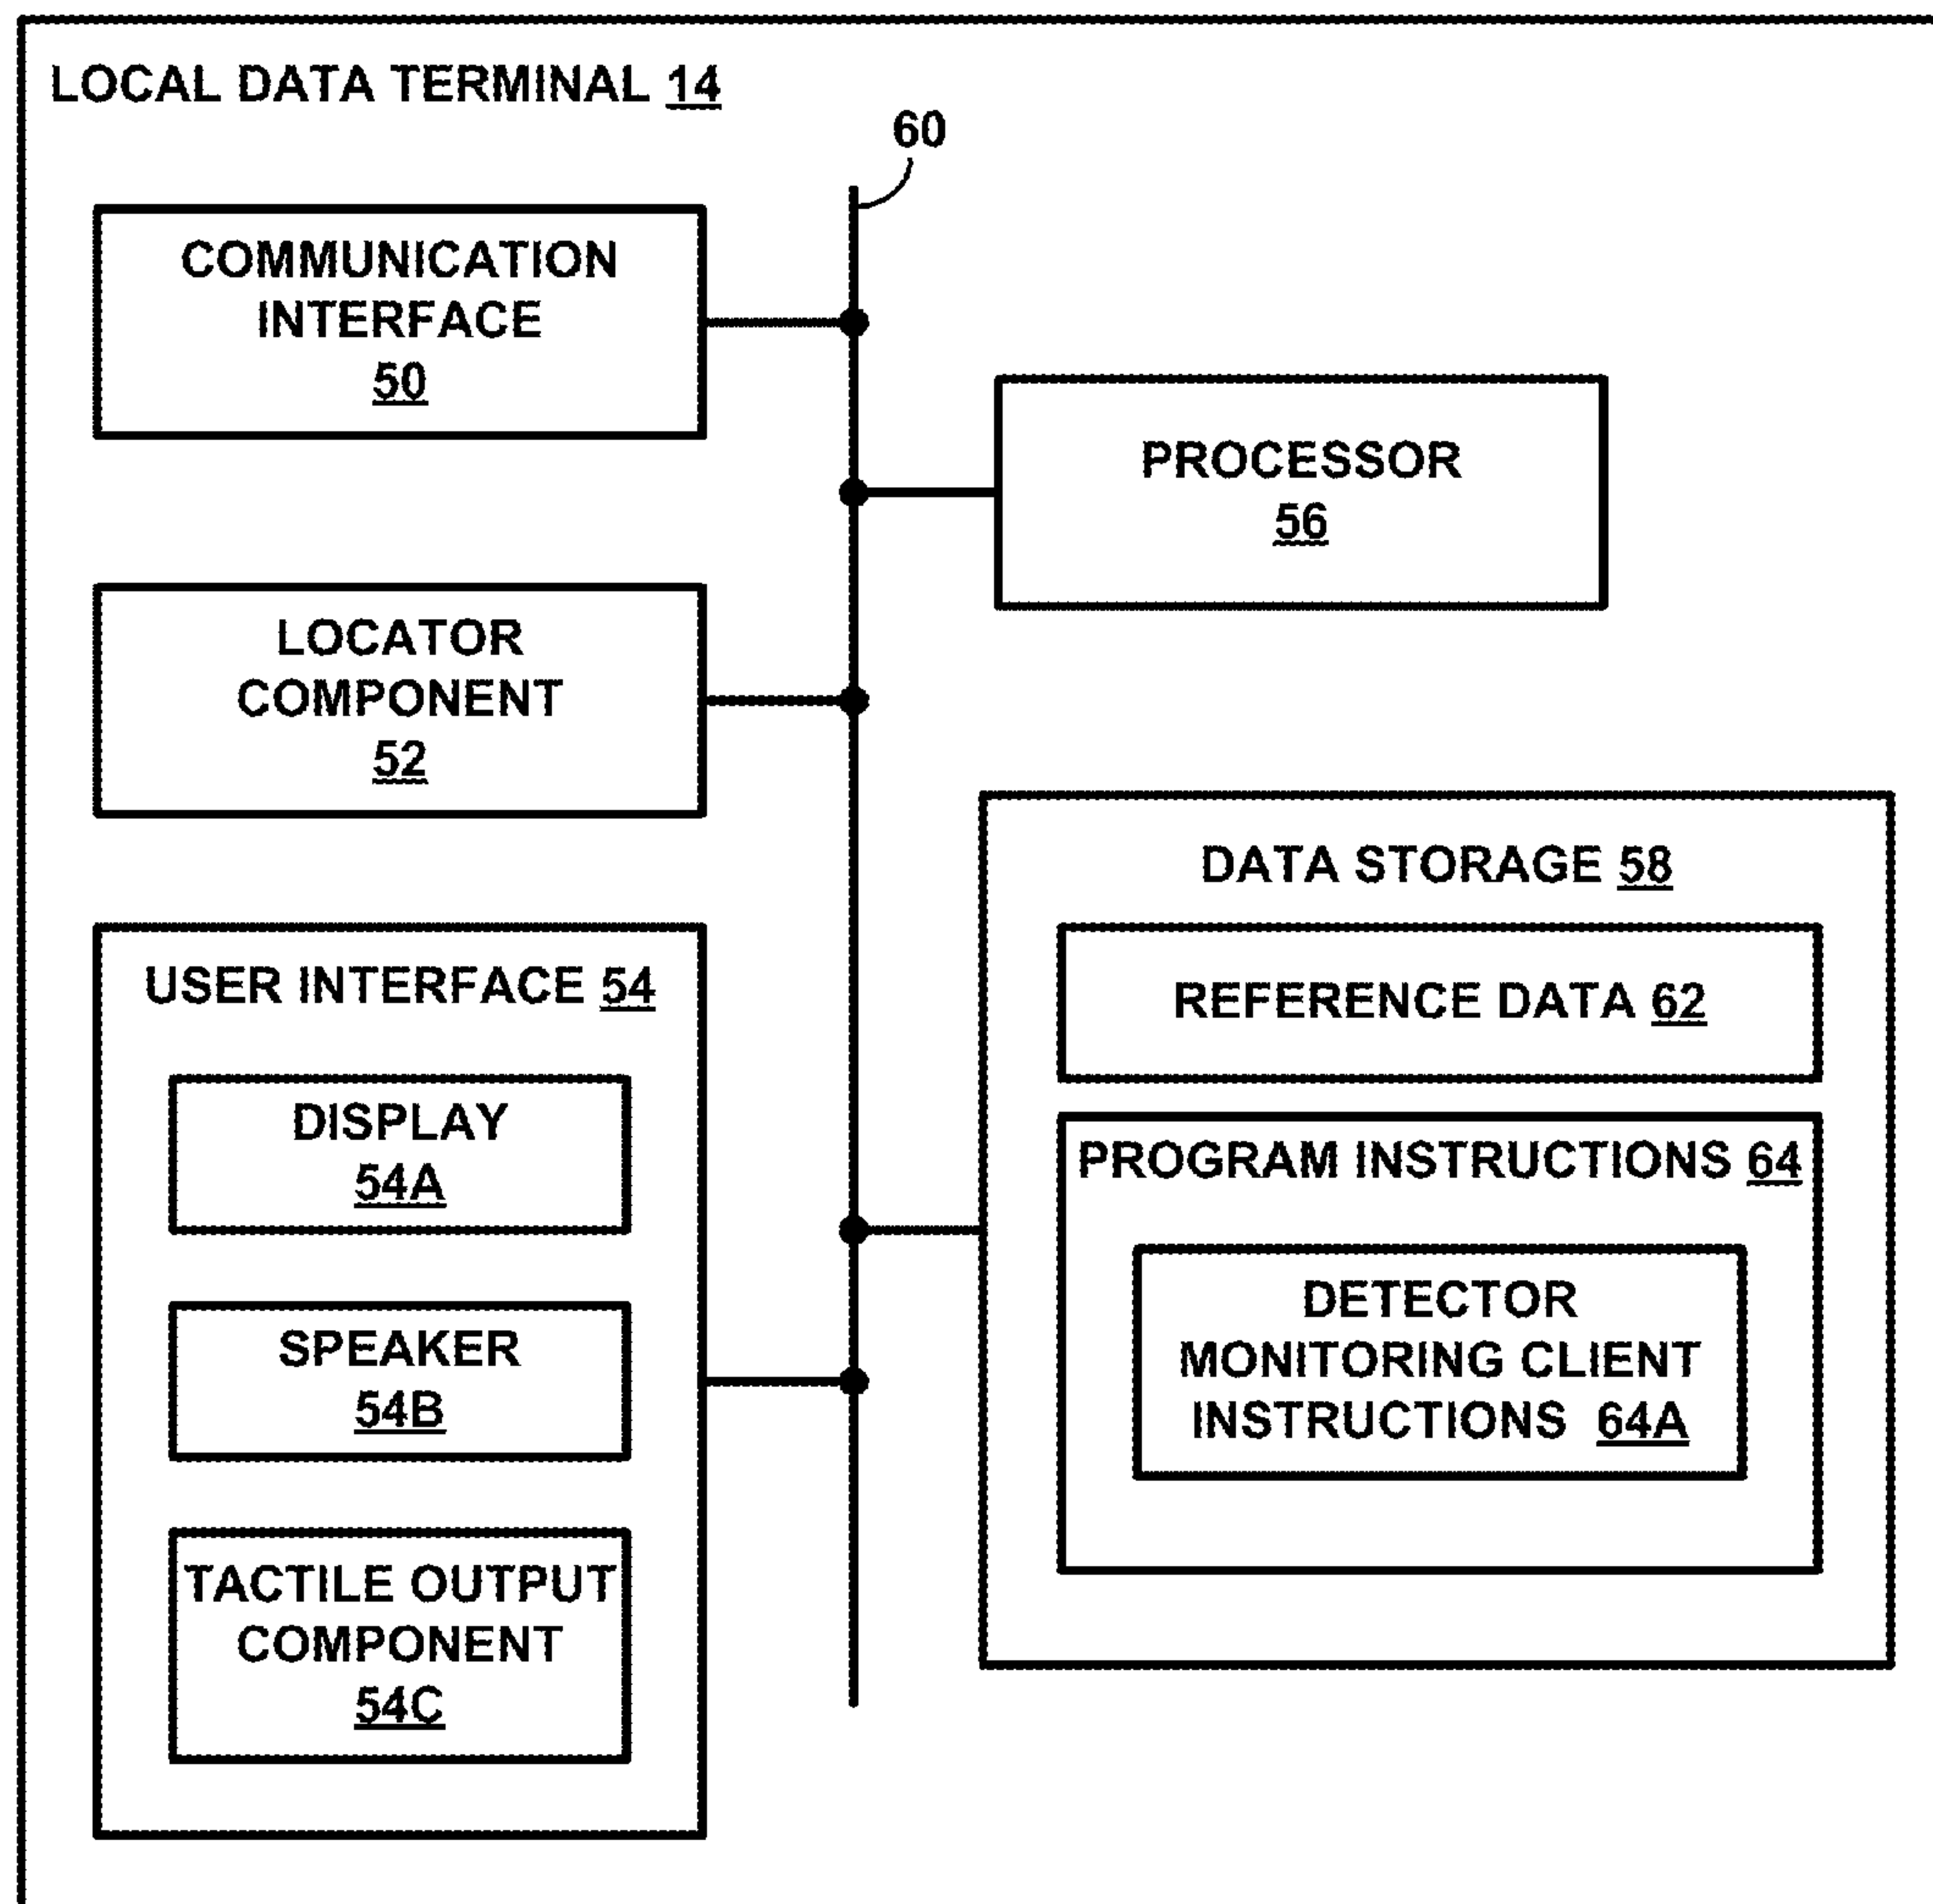 LOCAL DATA TERMINAL 14
60
COMMUNICATION
INTERFACE
50
PROCESSOR
56
LOCATOR
COMPONENT
52
DATA STORAGE 58
REFERENCE DATA 62
PROGRAM INSTRUCTIONS 64
DETECTOR
MONITORING CLIENT
INSTRUCTIONS 64A
USER INTERFACE 54
DISPLAY
54A
SPEAKER
54B
TACTILE OUTPUT
COMPONENT
54C